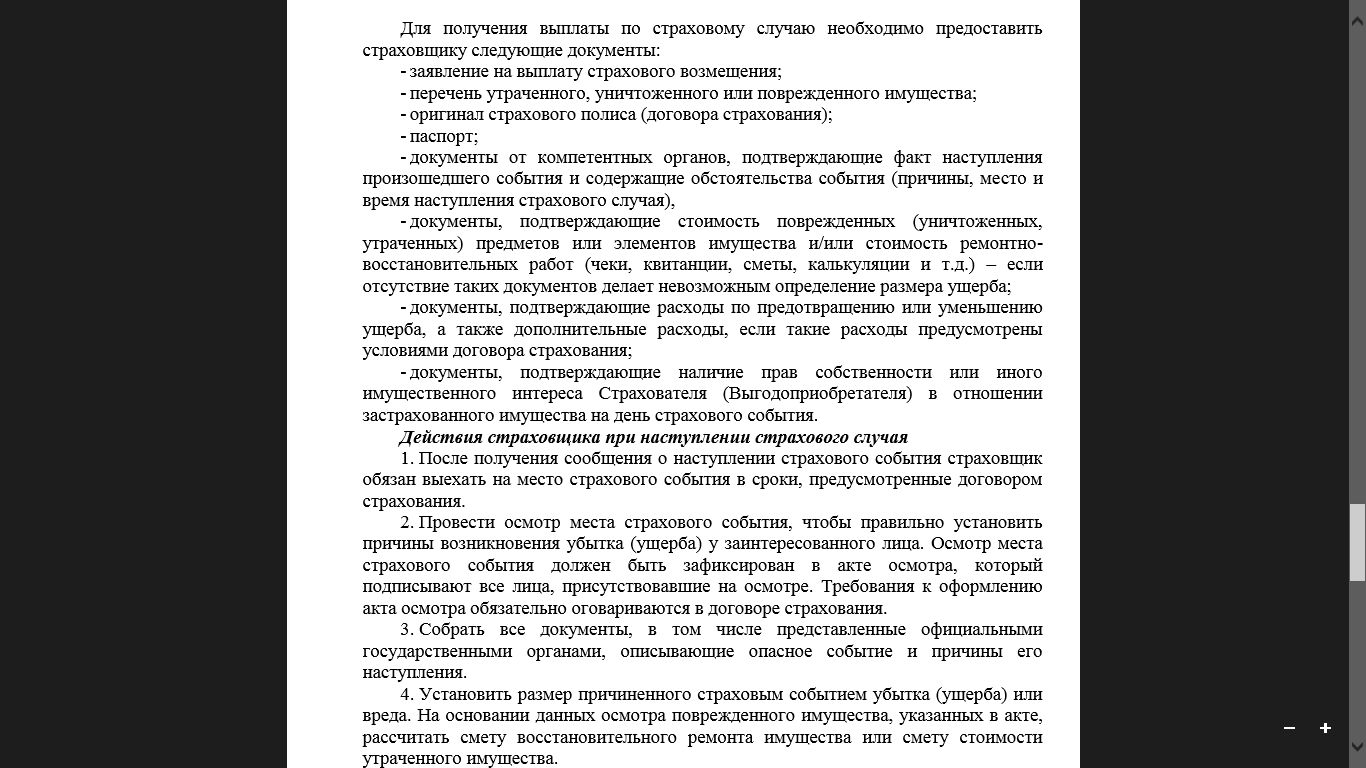 Для получения выплаты по страховому случаю необходимо предоставить
страховщику следующие документы:
- заявление на выплату страхового возмещения;
- перечень утраченного, уничтоженного или поврежденного имущества;
- оригинал страхового полиса (договора страхования);
- паспорт;
- документы от компетентных органов, подтверждающие факт наступления
произошедшего события и содержащие обстоятельства события (причины, место и
время наступления страхового случая),
- документы, подтверждающие стоимость поврежденных (уничтоженных,
утраченных) предметов или элементов имущества и/или стоимость ремонтно-
восстановительных работ (чеки, квитанции, сметы, калькуляции и т.д.) – если
отсутствие таких документов делает невозможным определение размера ущерба;
- документы, подтверждающие расходы по предотвращению или уменьшению
ущерба, а также дополнительные расходы, если такие расходы предусмотрены
условиями договора страхования;
- документы, подтверждающие наличие прав собственности или иного
имущественного интереса Страхователя (Выгодоприобретателя) в отношении
застрахованного имущества на день страхового события.
Действия страховщика при наступлении страхового случая
1. После получения сообщения о наступлении страхового события страховщик
обязан выехать на место страхового события в сроки, предусмотренные договором
страхования.
2. Провести осмотр места страхового события, чтобы правильно установить
причины возникновения убытка (ущерба) у заинтересованного лица. Осмотр места
страхового события должен быть зафиксирован в акте осмотра, который
подписывают все лица, присутствовавшие на осмотре. Требования к оформлению
акта осмотра обязательно оговариваются в договоре страхования.
3. Собрать все документы, в том числе представленные официальными
государственными органами, описывающие опасное событие и причины его
наступления.
4. Установить размер причиненного страховым событием убытка (ущерба) или
вреда. На основании данных осмотра поврежденного имущества, указанных в акте,
рассчитать смету восстановительного ремонта имущества или смету стоимости
утраченного имущества.